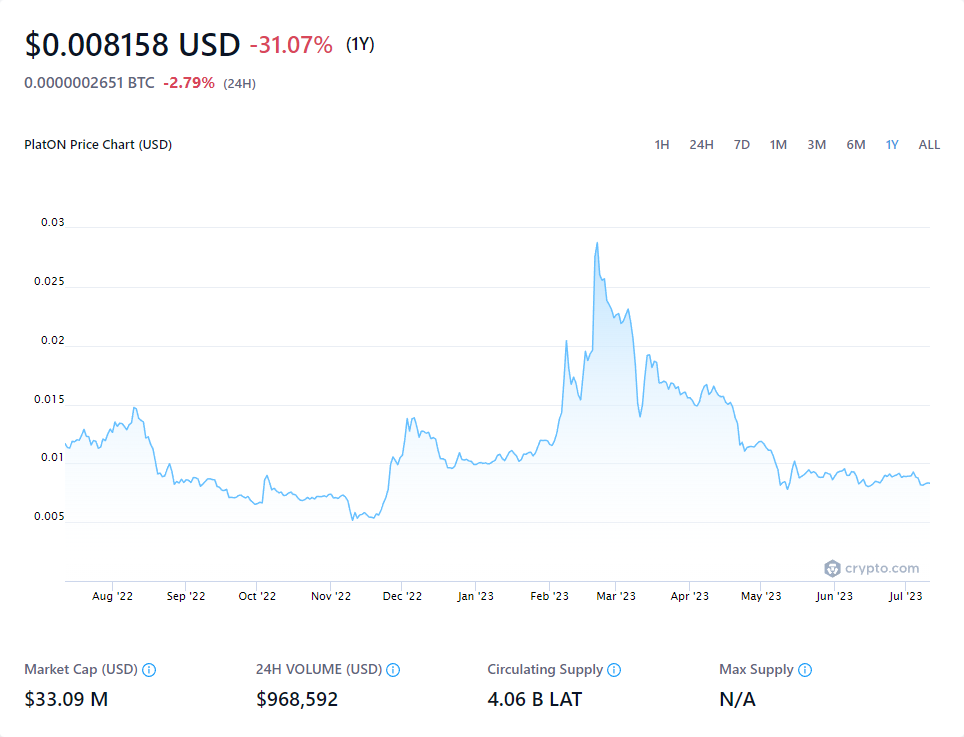 $0.008158 USD -31.07% (1Y)
0.0000002651 BTC -2.79% (24H)
PlatON Price Chart (USD)
1H 24H 7D 1M 3M 6M 1Y ALL
0.03
0.025
0.02
0.015
0.01
0.005
crypto.com
Aug '22 Sep '22 Oct '22 Nov '22 Dec '22 Jan '23 Feb '23 Mar '23 Apr '23 May '23 Jun '23 Jul '23
Market Cap (USD) 24H VOLUME (USD) Circulating Supply Max Supply
$33.09 M $968,592 4.06 B LAT N/A